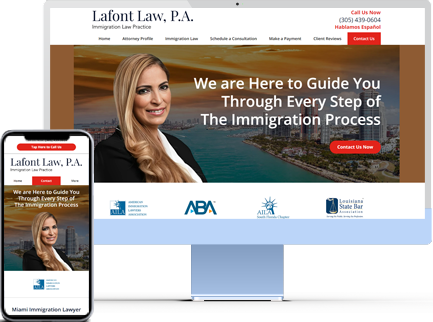 Lafont Law, P.A.
Immigration Law Practice
Call Us Now
(305) 439-0604
Hablamos Español
Home Attorney Profile Immigration Law Schedule a Consultation Make a Payment Client Reviews Contact Us
We are Here to Guide You
Through Every Step of
The Immigration Process
Contact Us Now
AILA
AMERICAN
IMMIGRATION
LAWYERS
ASSOCIATION
ABA
AILA
Louisiana
State Bar
Association
Tap Here to Call Us
Lafont Law, P.A.
Immigration Law Practice
Home Contact More
We are Here to Guide You
Through Every Step of
The Immigration Process
Miami Immigration Lawyer